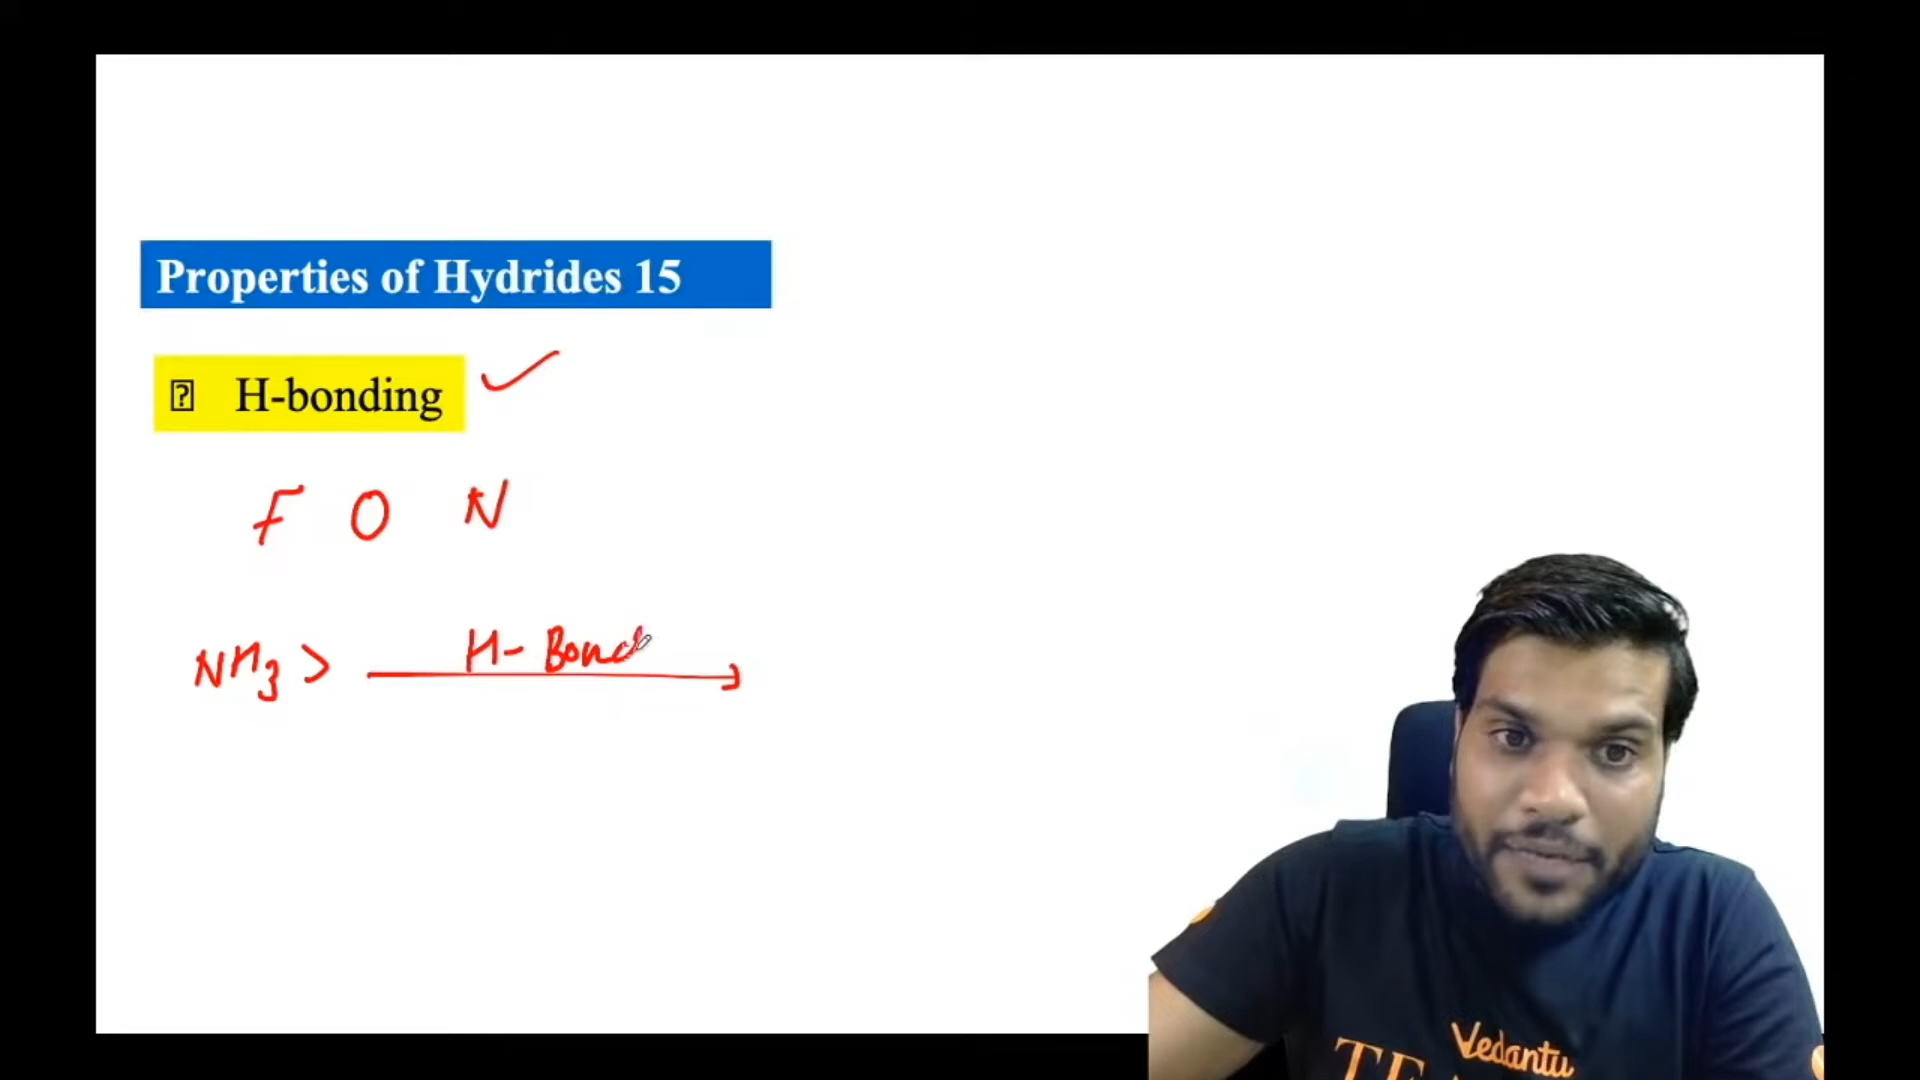 Properties of Hydrides 15
H-bonding
F O N
NH3 > H- Bond
Vedantu